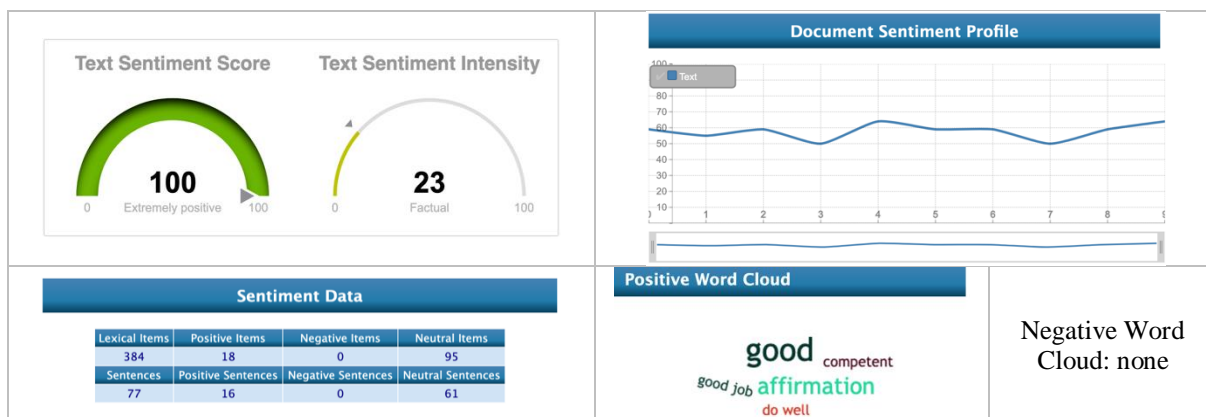 Text Sentiment Score
Text Sentiment Intensity
100
23
0
Extremely positive
100
0
Factual
100
Document Sentiment Profile
100
Text
80
70
60
50
40
30
20
10
0
1
2
3
4
5
6
7
8
9
Sentiment Data
Lexical Items Positive Items Negative Items Neutral Items
384 18 0 95
Sentences Positive Sentences Negative Sentences Neutral Sentences
77 16 0 61
Positive Word Cloud
good
competent
good job
affirmation
do well
Negative Word
Cloud: none